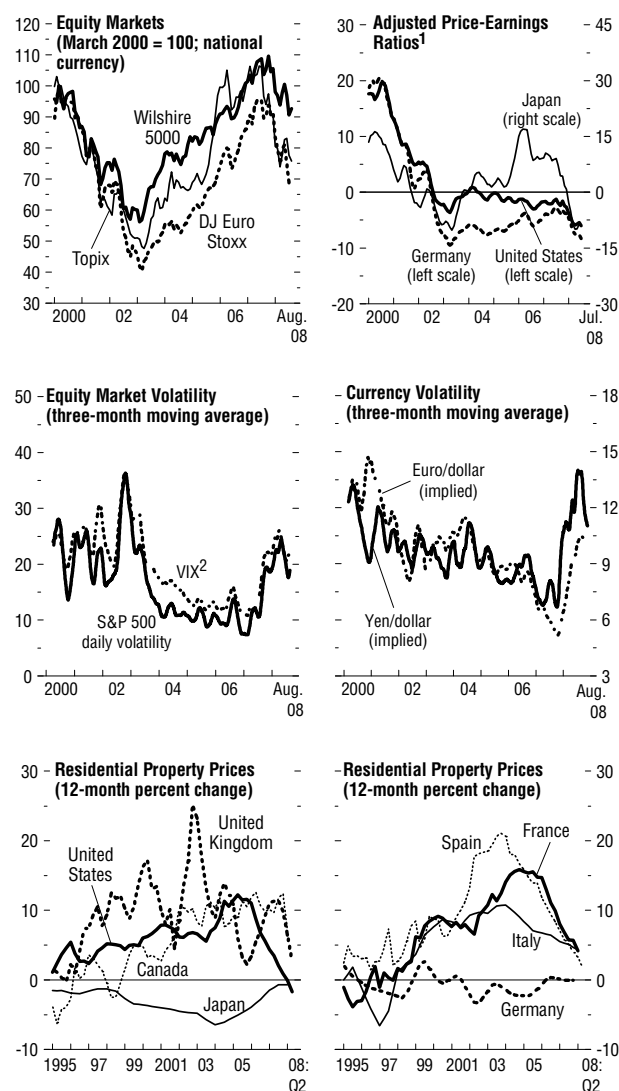 Equity Markets
(March 2000 = 100; national
currency)
120
110
100
90
80
70
60
50
40
30
Wilshire
5000
DJ Euro
Stoxx
Topix
2000 02 04 06 Aug.
08
Adjusted Price-Earnings
Ratios1
30
20
10
0
-10
-20
45
30
15
0
-15
-30
Japan
(right scale)
Germany
(left scale)
United States
(left scale)
2000 02 04 06 Jul.
08
Equity Market Volatility
(three-month moving average)
50
40
30
20
10
0
VIX2
S&P 500
daily volatility
2000 02 04 06 Aug.
08
Currency Volatility
(three-month moving average)
18
15
12
9
6
3
Euro/dollar
(implied)
Yen/dollar
(implied)
2000 02 04 06 Aug.
08
Residential Property Prices
(12-month percent change)
30
20
10
0
-10
United
Kingdom
United
States
Canada
Japan
1995 97 99 2001 03 05 08:
Q2
Residential Property Prices
(12-month percent change)
30
20
10
0
-10
Spain
France
Italy
Germany
1995 97 99 2001 03 05 08:
Q2